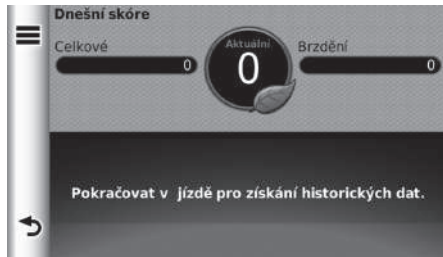 Dnešní skóre
Celkové
0
Aktuální
0
Brzdění
0
Pokračovat v jízdě pro získání historických dat.